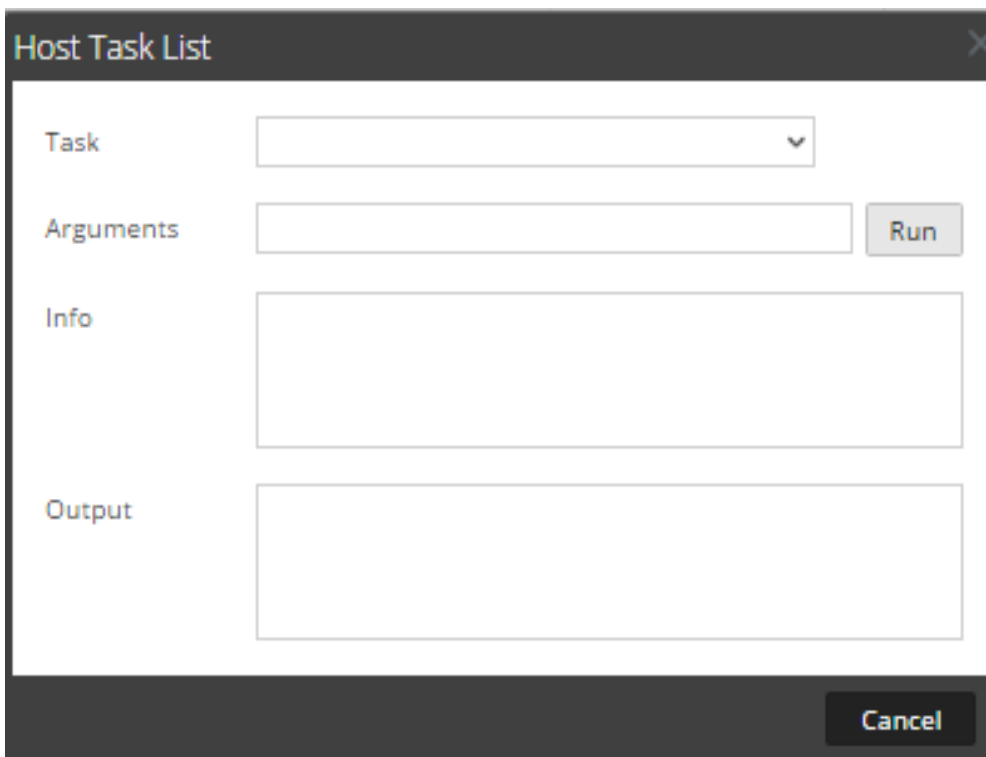 Host Task List
Task
Arguments
Run
Info
Output
Cancel